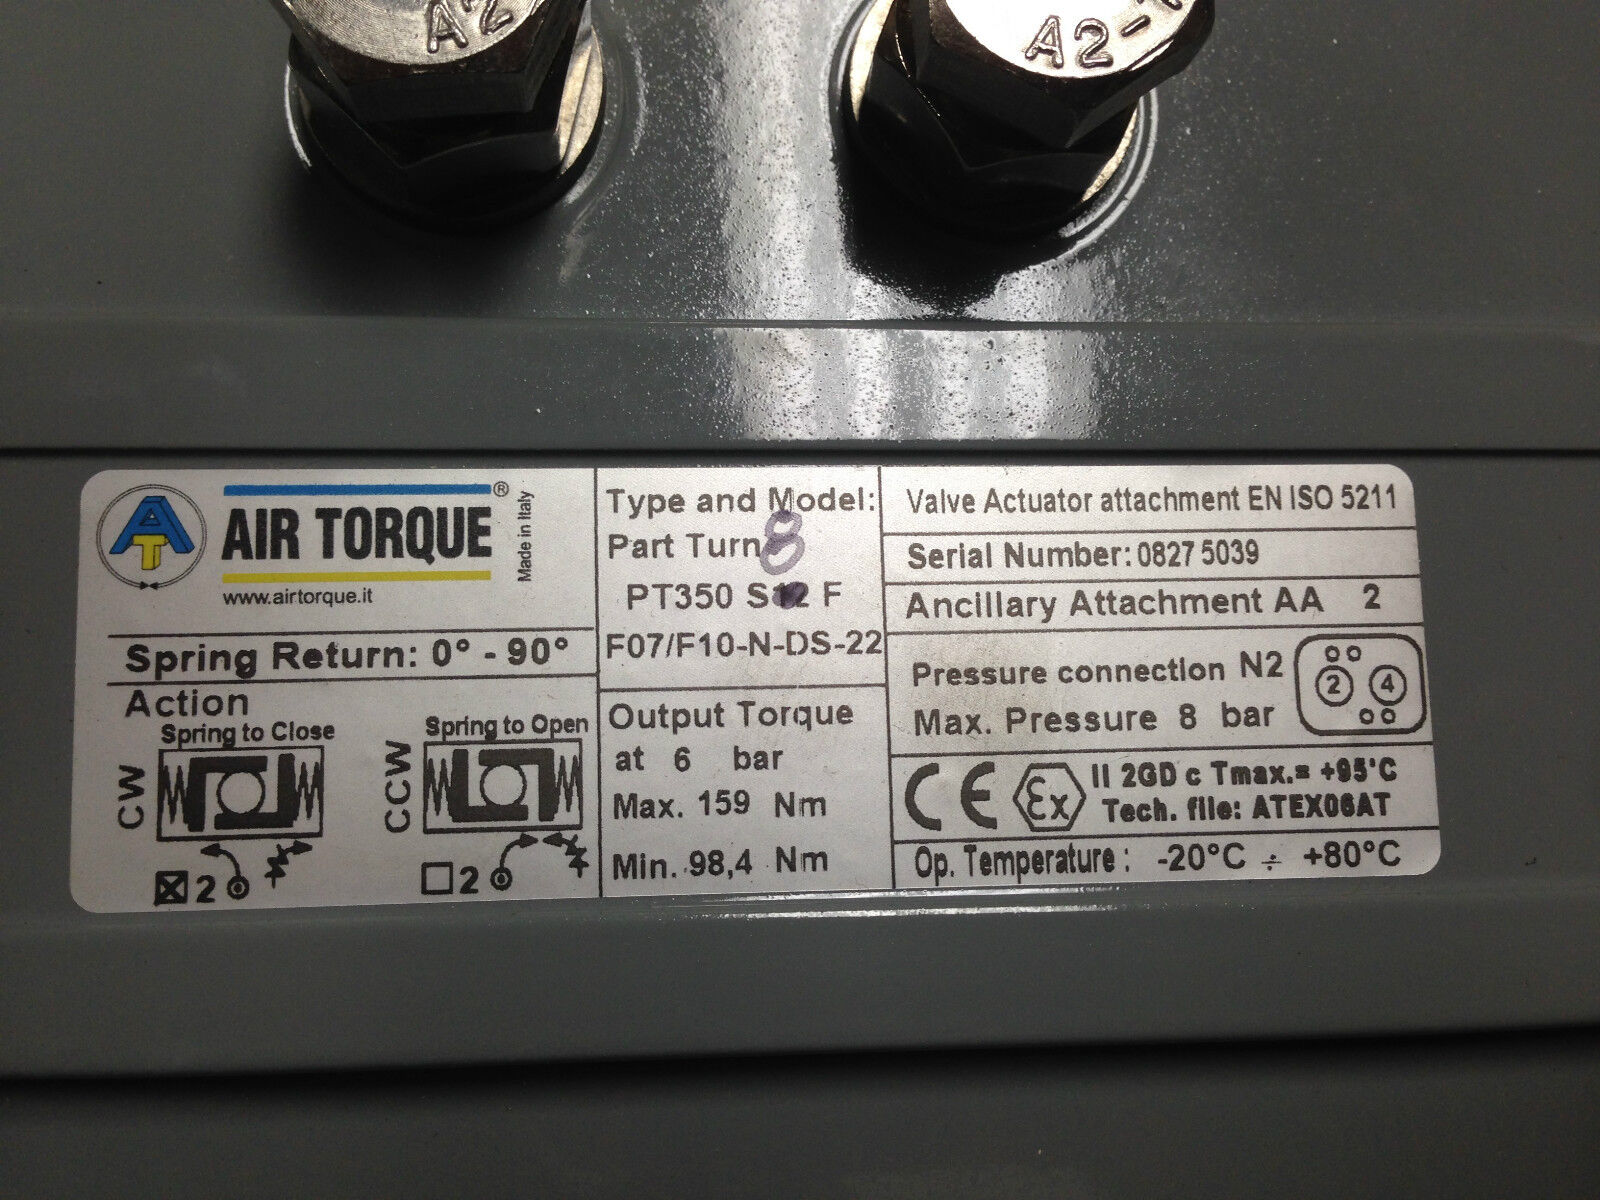 A2
A2-
AT
AIR TORQUE ®
Made in Italy
www.airtorque.it
Spring Return: 0° - 90°
Action
Spring to Close
CW
2
Spring to Open
CCW
2
Type and Model:
Part Turn 8
PT350 S12 F
F07/F10-N-DS-22
Output Torque
at 6 bar
Max. 159 Nm
Min. 98,4 Nm
Valve Actuator attachment EN ISO 5211
Serial Number: 0827 5039
Ancillary Attachment AA 2
Pressure connection N2
Max. Pressure 8 bar
2 4
CE Ex II 2GD c Tmax.= +95°C
Tech. file: ATEX06AT
Op. Temperature : -20°C ÷ +80°C